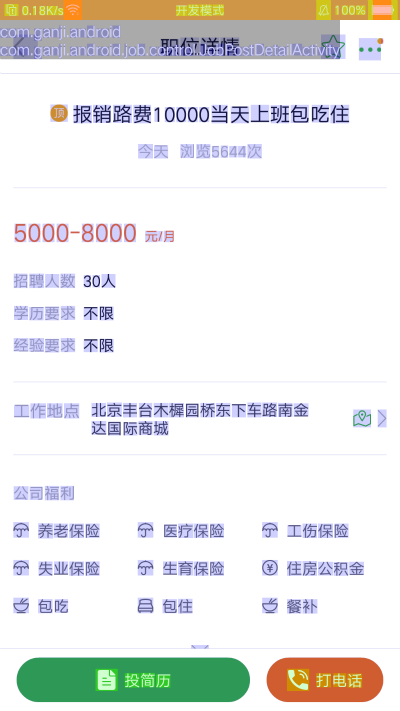 0.18K/s 开发模式 100%
com.ganji.android
职位详情
com.ganji.android.job.control.JobPostDetailActivity
顶 报销路费10000当天上班包吃住
今天 浏览5644次
5000-8000 元/月
招聘人数 30人
学历要求 不限
经验要求 不限
工作地点 北京丰台木樨园桥东下车路南金
达国际商城
公司福利
养老保险 医疗保险 工伤保险
失业保险 生育保险 住房公积金
包吃 包住 餐补
投简历 打电话